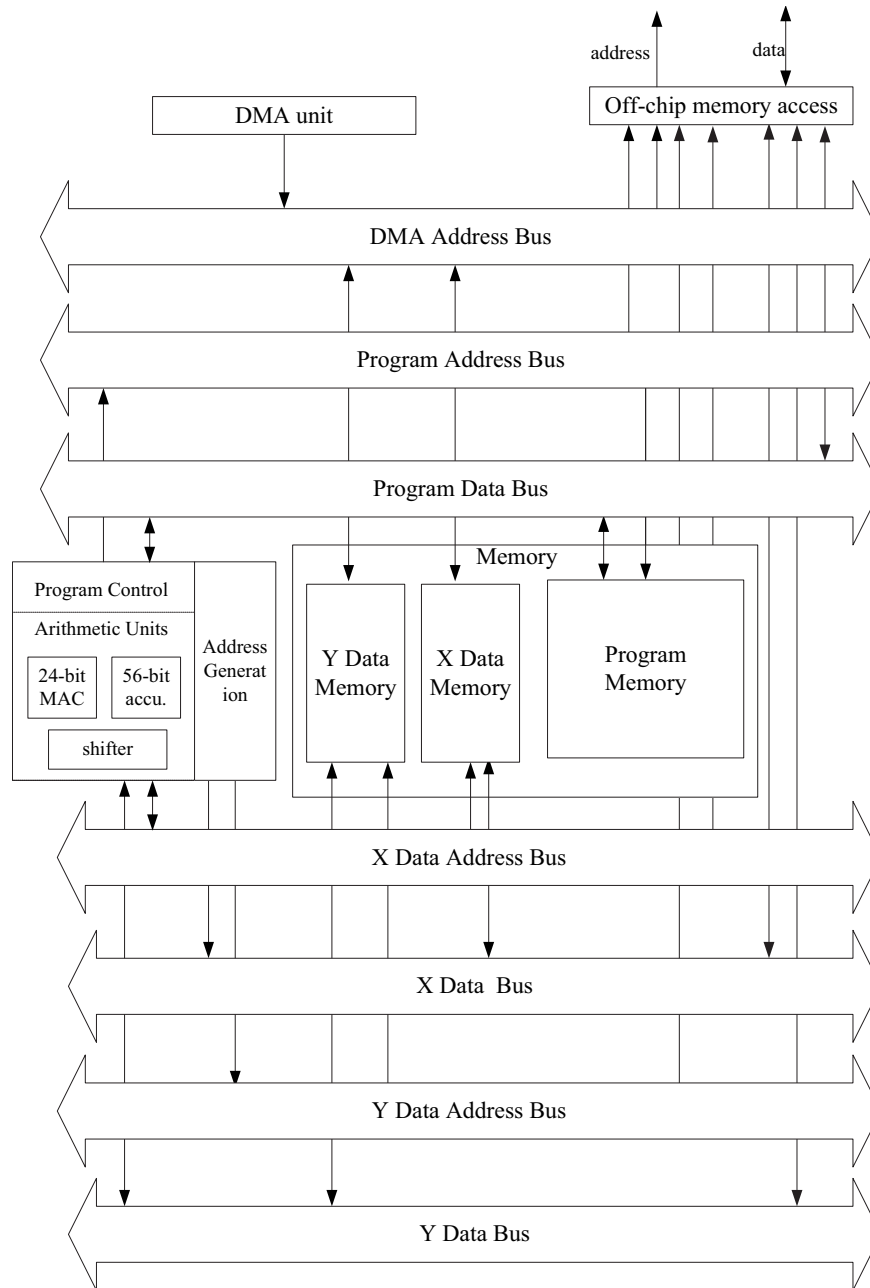 address
data
Off-chip memory access
DMA unit
DMA Address Bus
Program Address Bus
Program Data Bus
Memory
Program Control
Arithmetic Units
24-bit
MAC
56-bit
accu.
shifter
Address
Generat
ion
Y Data
Memory
X Data
Memory
Program
Memory
X Data Address Bus
X Data  Bus
Y Data Address Bus
Y Data Bus